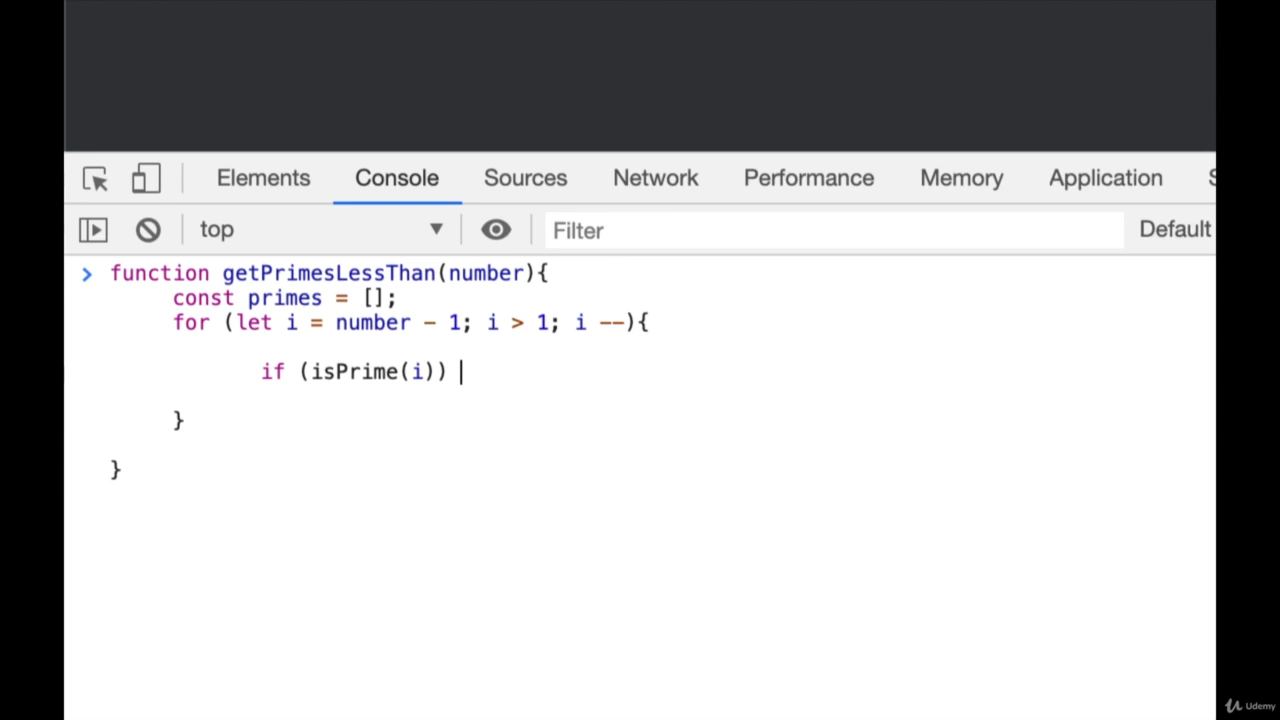 Elements Console Sources Network Performance Memory Application
top Filter Default
function getPrimesLessThan(number){
const primes = [];
for (let i = number - 1; i > 1; i --){
if (isPrime(i))
}
}
Udemy